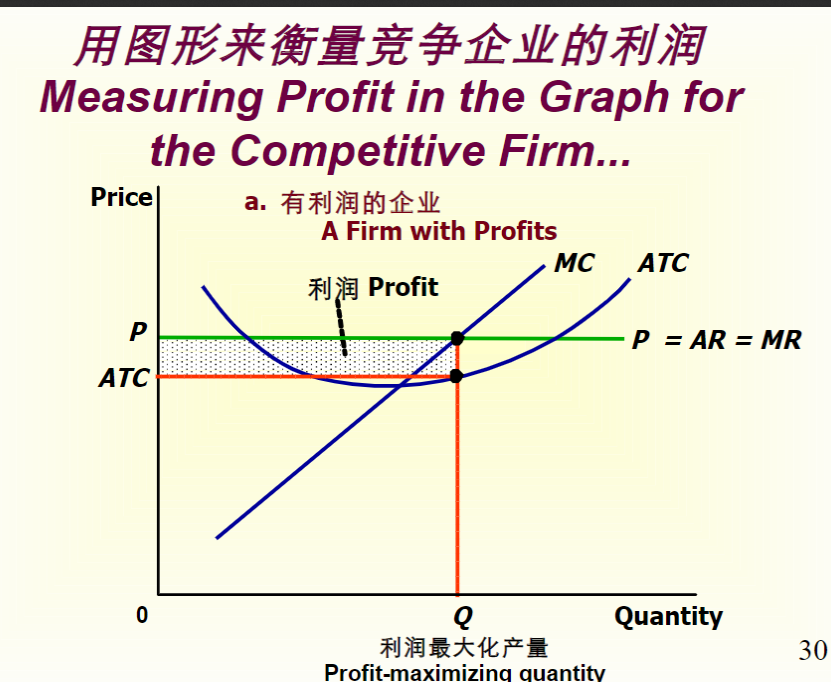 用图形来衡量竞争企业的利润
Measuring Profit in the Graph for
the Competitive Firm...
Price
a. 有利润的企业
A Firm with Profits
MC
ATC
利润 Profit
P
P = AR = MR
ATC
0
Q
Quantity
利润最大化产量
30
Profit-maximizing quantity